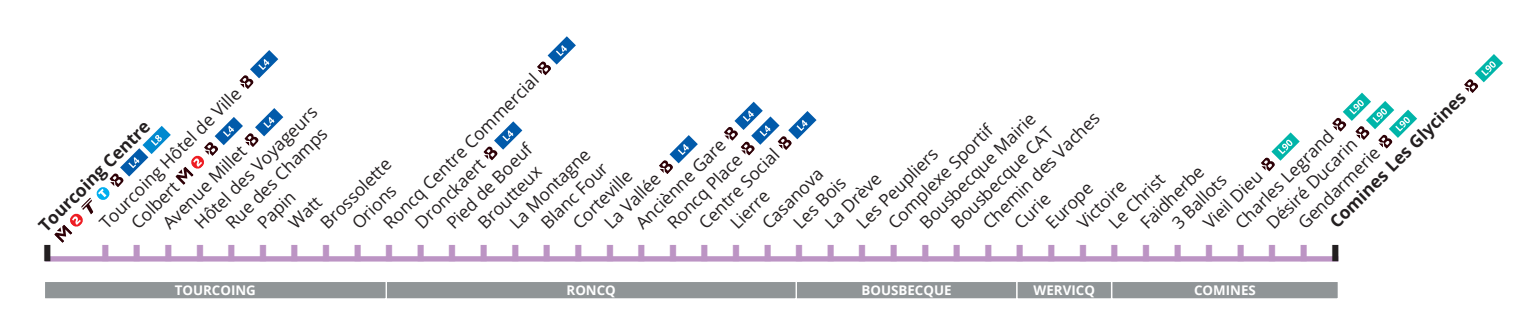 Tourcoing Centre
M 2 T T B L4 L8
Tourcoing Hôtel de Ville B L4
Colbert M 2 B L4
Avenue Millet B L4
Hôtel des Voyageurs
Rue des Champs
Papin
Watt
Brossolette
Orions
Roncq Centre Commercial B L4
Dronckaert B L4
Pied de Boeuf
Broutteux
La Montagne
Blanc Four
Corteville
La Vallée B L4
Anciènne Gare B L4
Roncq Place B L4
Centre Social B L4
Lierre
Casanova
Les Bois
La Drève
Les Peupliers
Complexe Sportif
Bousbecque Mairie
Bousbecque CAT
Chemin des Vaches
Curie
Europe
Victoire
Le Christ
Faidherbe
3 Ballots
Vieil Dieu B L90
Charles Legrand B L90
Désiré Ducarin B L90
Gendarmerie B L90
Comines Les Glycines B L90
TOURCOING
RONCQ
BOUSBECQUE
WERVICQ
COMINES